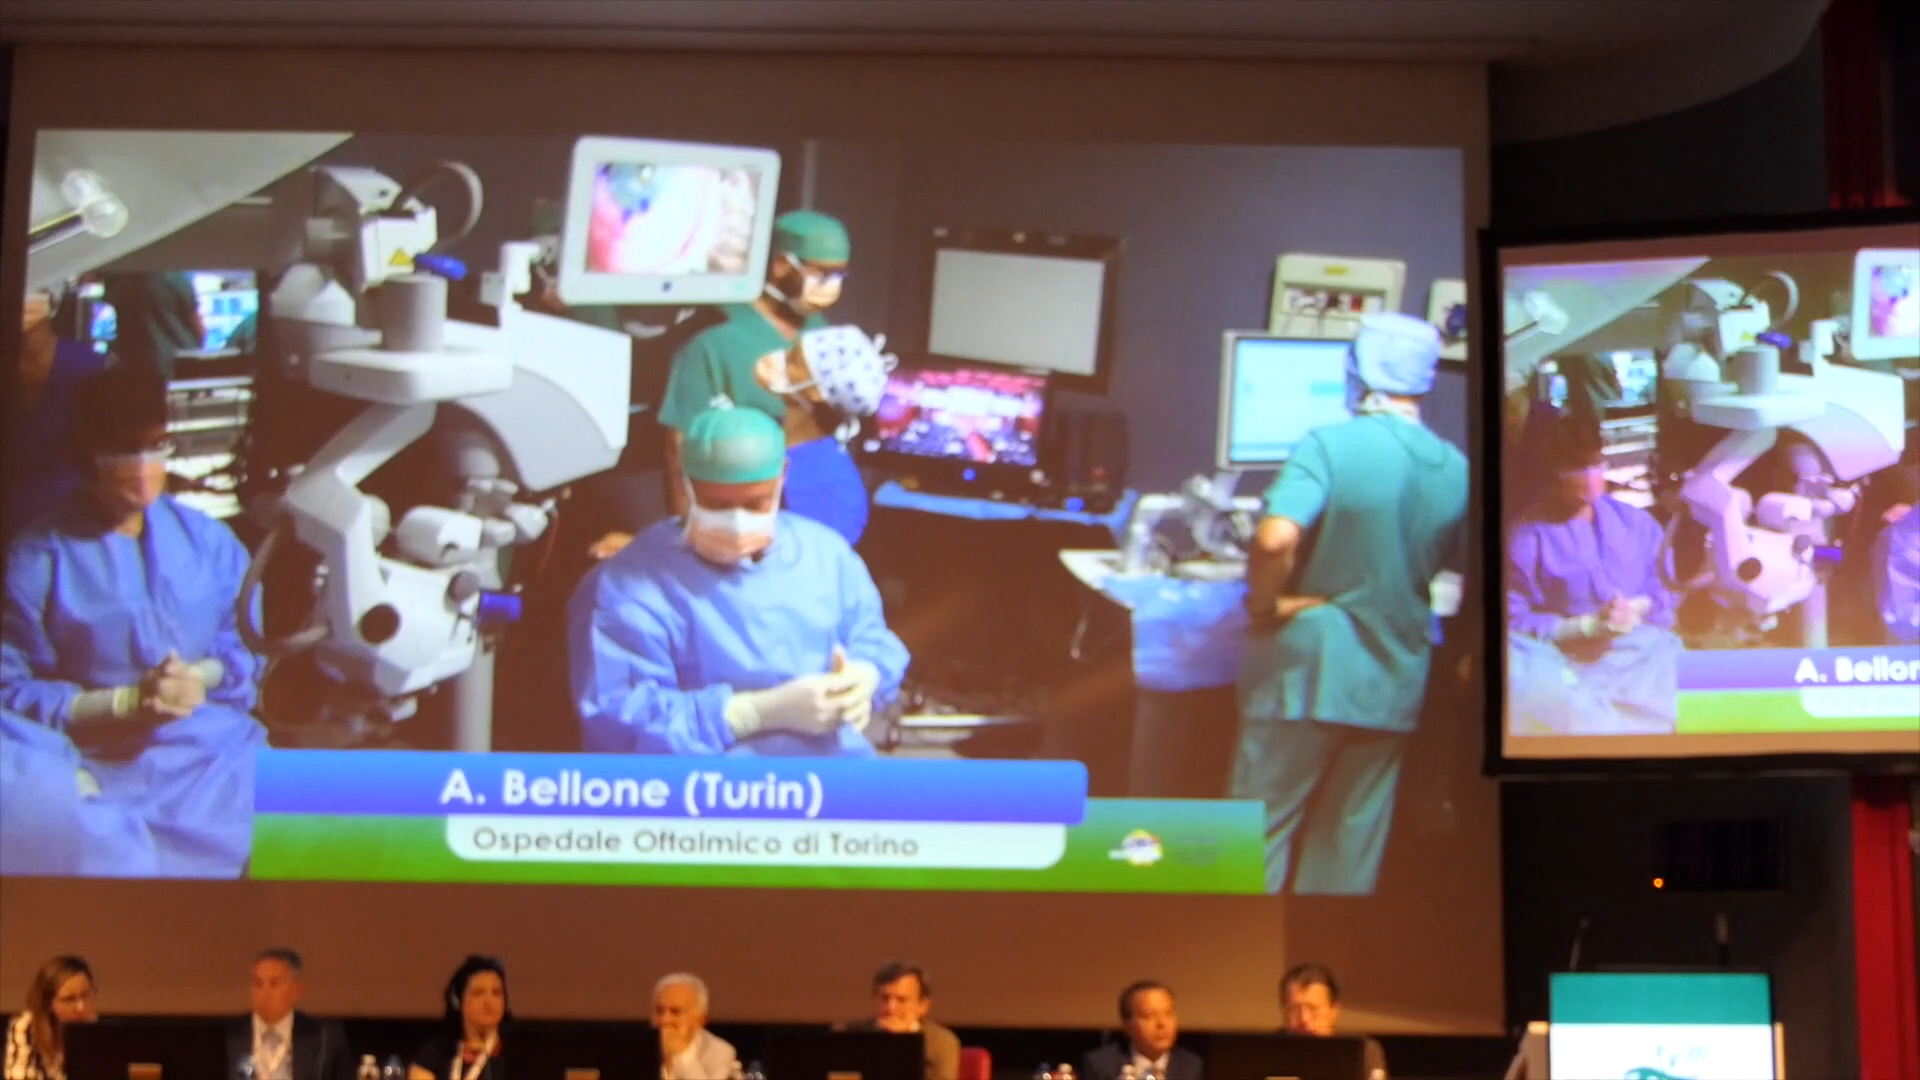 A. Bellone (Turin)
Ospedale Oftalmico di Torino
A. Bellon